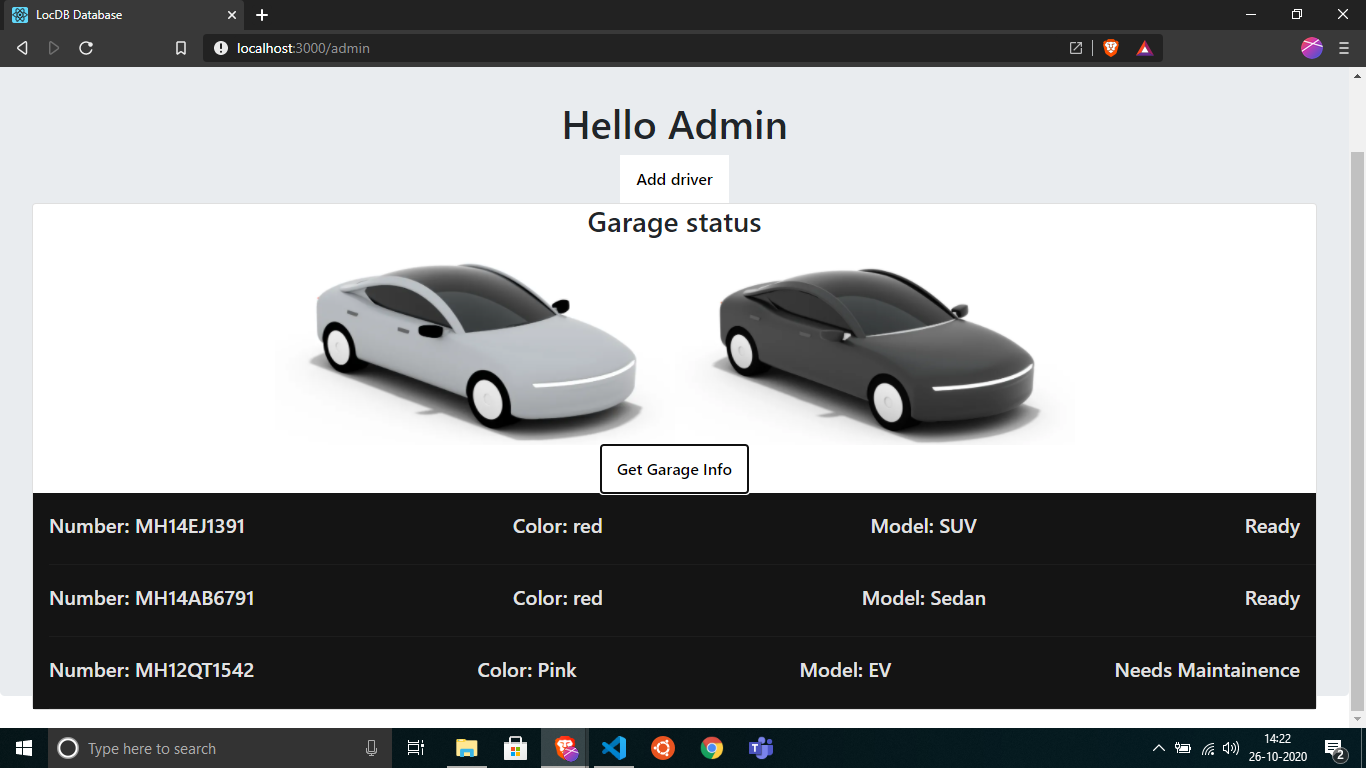 LocDB Database
localhost:3000/admin
Hello Admin
Add driver
Garage status
Get Garage Info
Number: MH14EJ1391 Color: red Model: SUV Ready
Number: MH14AB6791 Color: red Model: Sedan Ready
Number: MH12QT1542 Color: Pink Model: EV Needs Maintainence
Type here to search
14:22
26-10-2020
2